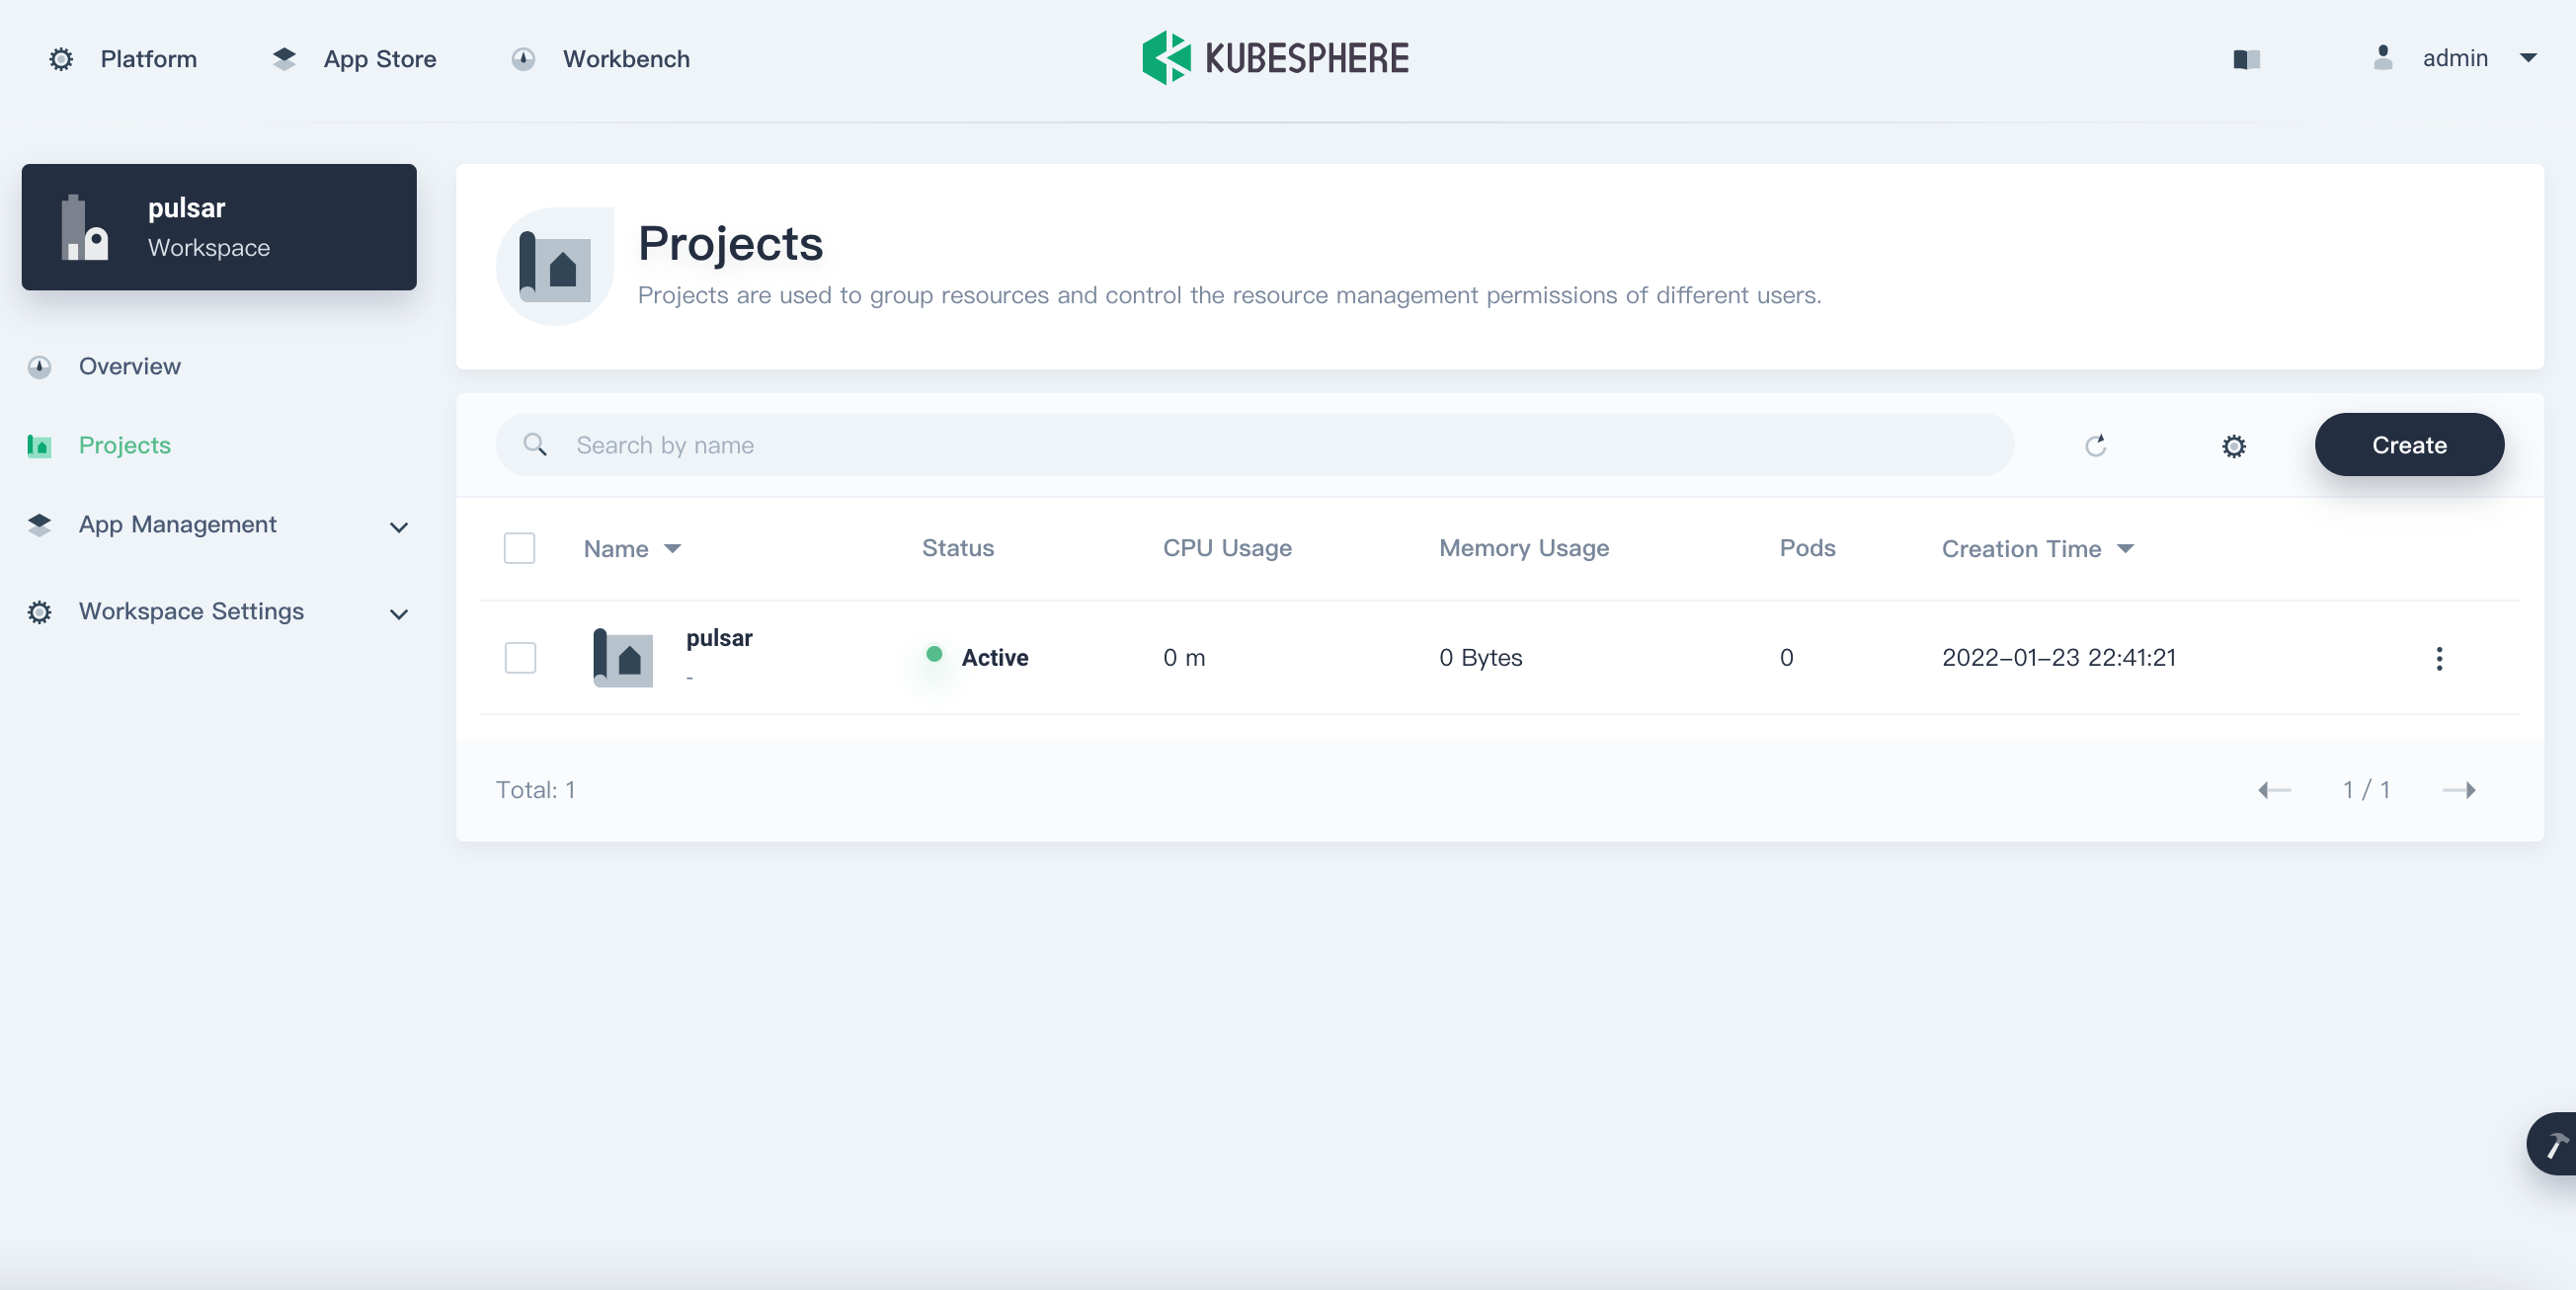 Platform
App Store
Workbench
KUBESPHERE
admin
pulsar
Workspace
Overview
Projects
App Management
Workspace Settings
Projects
Projects are used to group resources and control the resource management permissions of different users.
Search by name
Create
Name Status CPU Usage Memory Usage Pods Creation Time
pulsar
-
Active 0 m 0 Bytes 0 2022-01-23 22:41:21
Total: 1
1 / 1